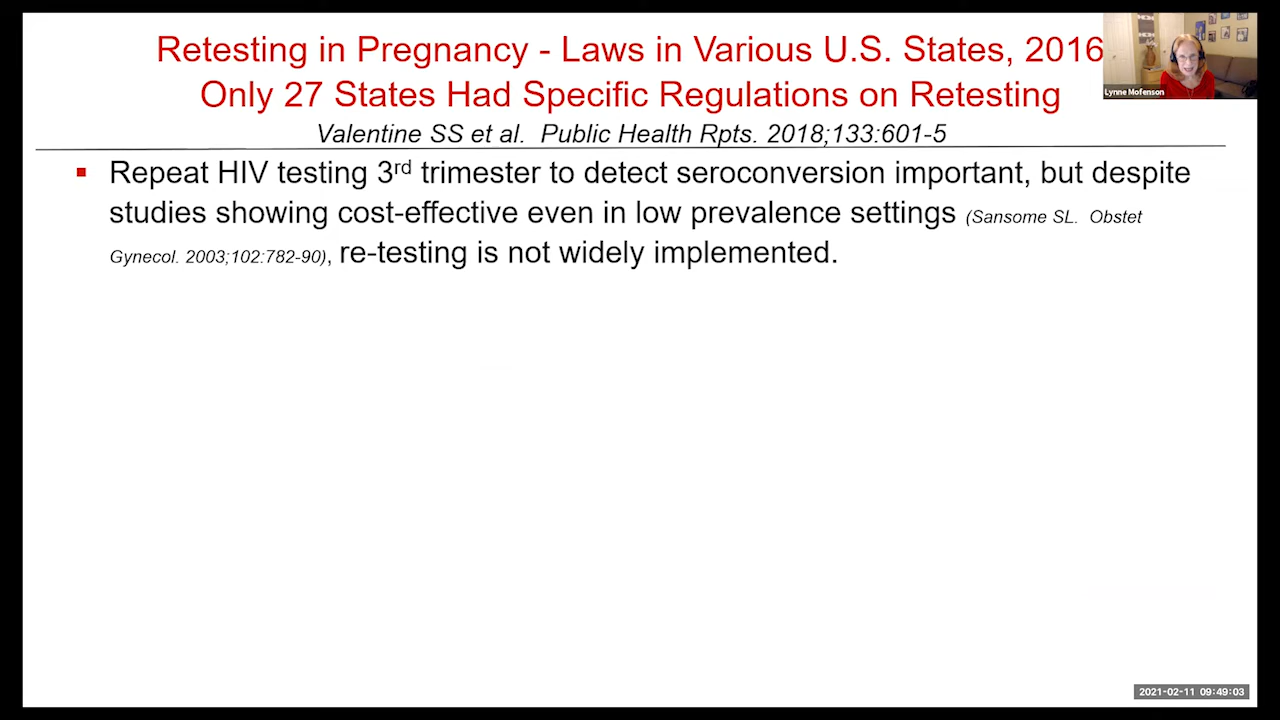 Retesting in Pregnancy - Laws in Various U.S. States, 2016
Only 27 States Had Specific Regulations on Retesting
Valentine SS et al. Public Health Rpts. 2018;133:601-5
Lynne Mofenson
Repeat HIV testing 3rd trimester to detect seroconversion important, but despite
studies showing cost-effective even in low prevalence settings (Sansome SL. Obstet
Gynecol. 2003;102:782-90), re-testing is not widely implemented.
2021-02-11 09:49:03